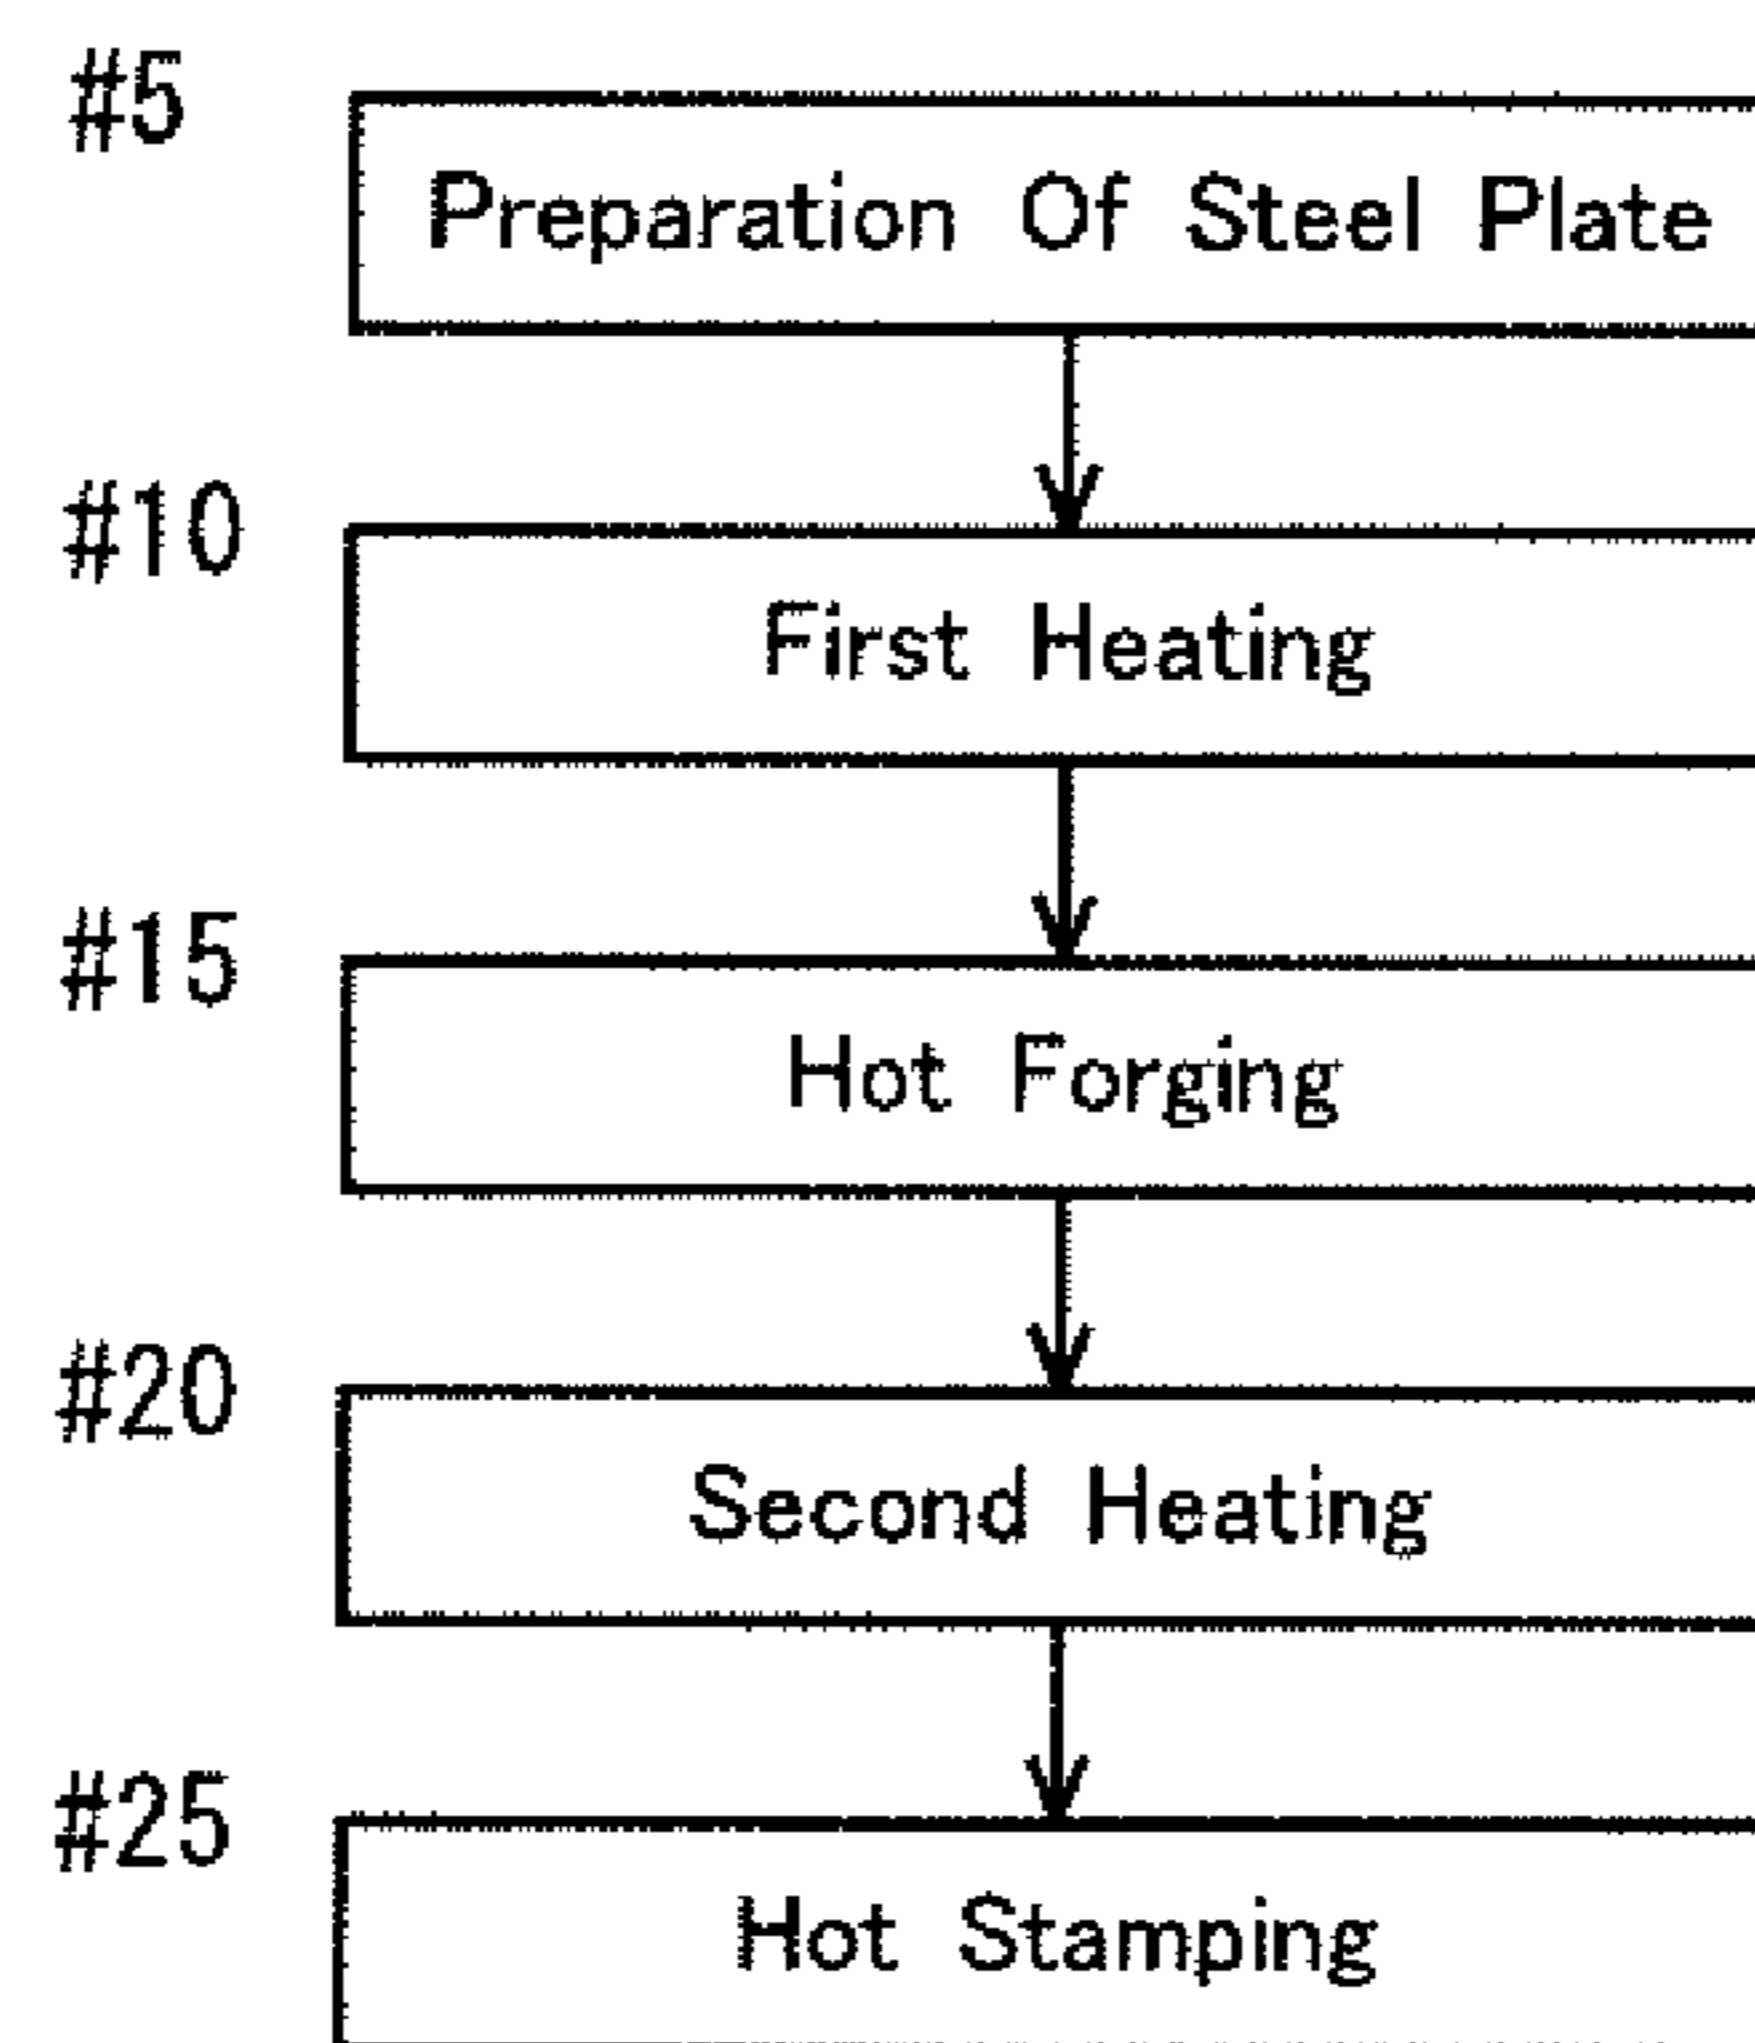 #5
Preparation Of Steel Plate
#10
First Heating
#15
Hot Forging
#20
Second Heating
#25
Hot Stamping